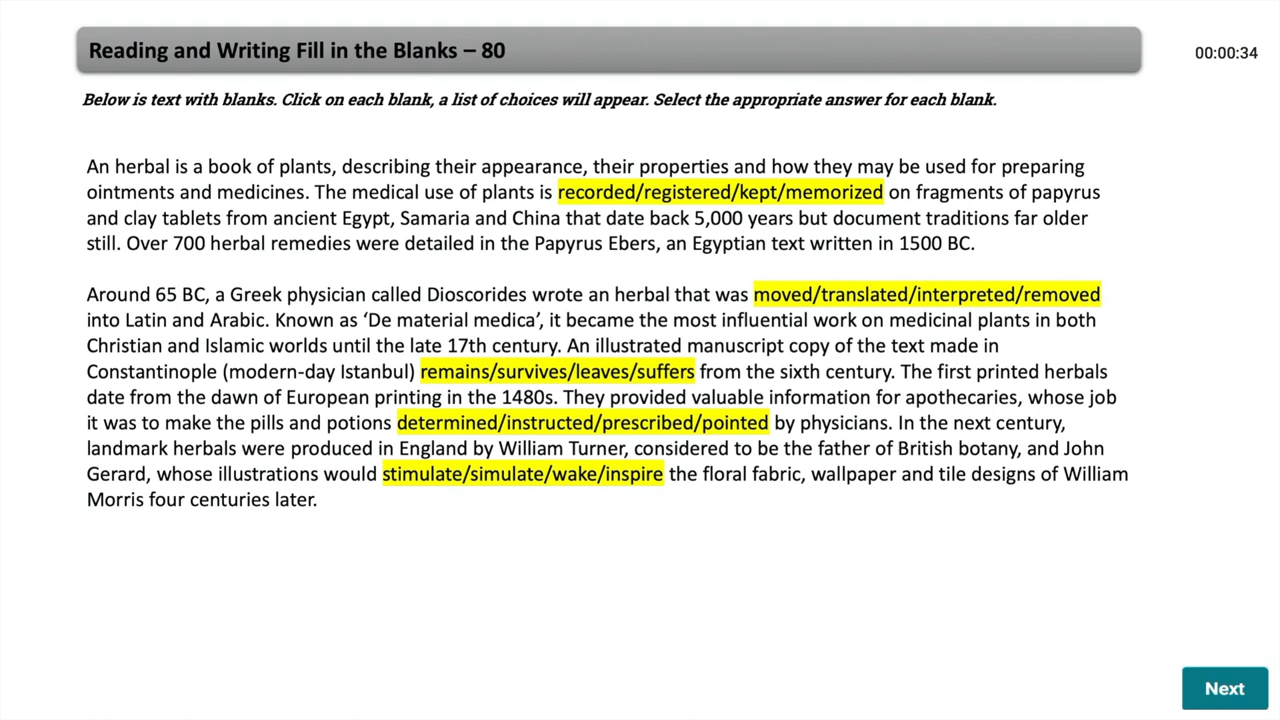 Reading and Writing Fill in the Blanks – 80
00:00:34
Below is text with blanks. Click on each blank, a list of choices will appear. Select the appropriate answer for each blank.
An herbal is a book of plants, describing their appearance, their properties and how they may be used for preparing
ointments and medicines. The medical use of plants is recorded/registered/kept/memorized on fragments of papyrus
and clay tablets from ancient Egypt, Samaria and China that date back 5,000 years but document traditions far older
still. Over 700 herbal remedies were detailed in the Papyrus Ebers, an Egyptian text written in 1500 BC.
Around 65 BC, a Greek physician called Dioscorides wrote an herbal that was moved/translated/interpreted/removed
into Latin and Arabic. Known as ‘De material medica’, it became the most influential work on medicinal plants in both
Christian and Islamic worlds until the late 17th century. An illustrated manuscript copy of the text made in
Constantinople (modern-day Istanbul) remains/survives/leaves/suffers from the sixth century. The first printed herbals
date from the dawn of European printing in the 1480s. They provided valuable information for apothecaries, whose job
it was to make the pills and potions determined/instructed/prescribed/pointed by physicians. In the next century,
landmark herbals were produced in England by William Turner, considered to be the father of British botany, and John
Gerard, whose illustrations would stimulate/simulate/wake/inspire the floral fabric, wallpaper and tile designs of William
Morris four centuries later.
Next